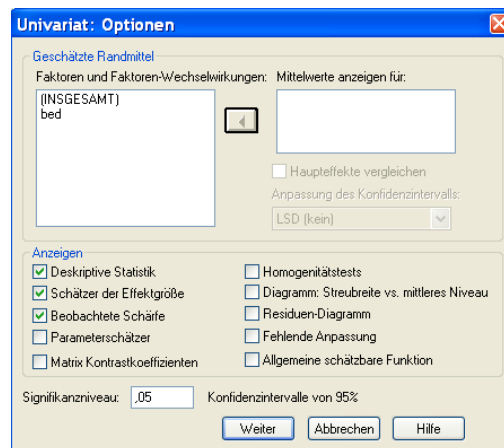 Univariat: Optionen
Geschätzte Randmittel
Faktoren und Faktoren-Wechselwirkungen:
Mittelwerte anzeigen für:
(INSGESAMT)
bed
Haupteffekte vergleichen
Anpassung des Konfidenzintervalls:
LSD (kein)
Anzeigen
Deskriptive Statistik
Homogenitätstests
Schätzer der Effektgröße
Diagramm: Streubreite vs. mittleres Niveau
Beobachtete Schärfe
Residuen-Diagramm
Parameterschätzer
Fehlende Anpassung
Matrix Kontrastkoeffizienten
Allgemeine schätzbare Funktion
Signifikanzniveau: ,05 Konfidenzintervalle von 95%
Weiter Abbrechen Hilfe